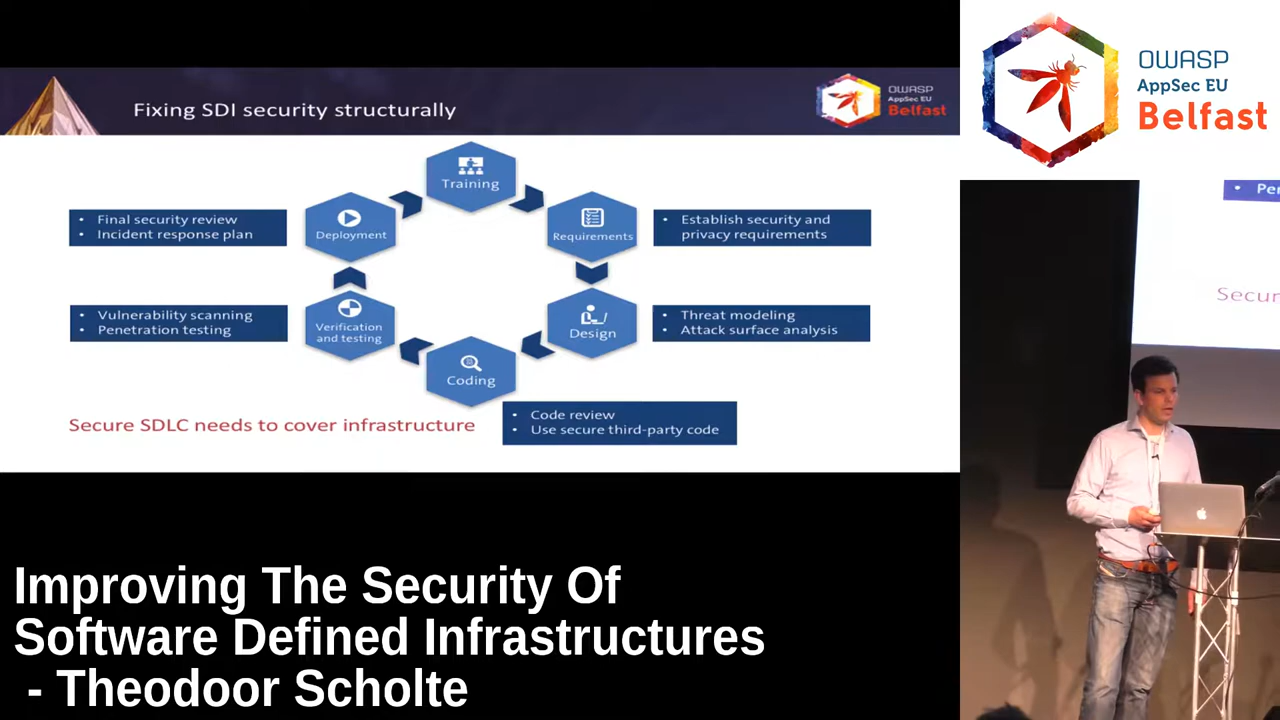 Fixing SDI security structurally
OWASP
AppSec EU
Belfast
Training
• Final security review
• Incident response plan
Deployment
Requirements
• Establish security and
privacy requirements
• Vulnerability scanning
• Penetration testing
Verification
and testing
Design
• Threat modeling
• Attack surface analysis
Coding
• Code review
• Use secure third-party code
Secure SDLC needs to cover infrastructure
OWASP
AppSec EU
Belfast
Improving The Security Of
Software Defined Infrastructures
- Theodoor Scholte